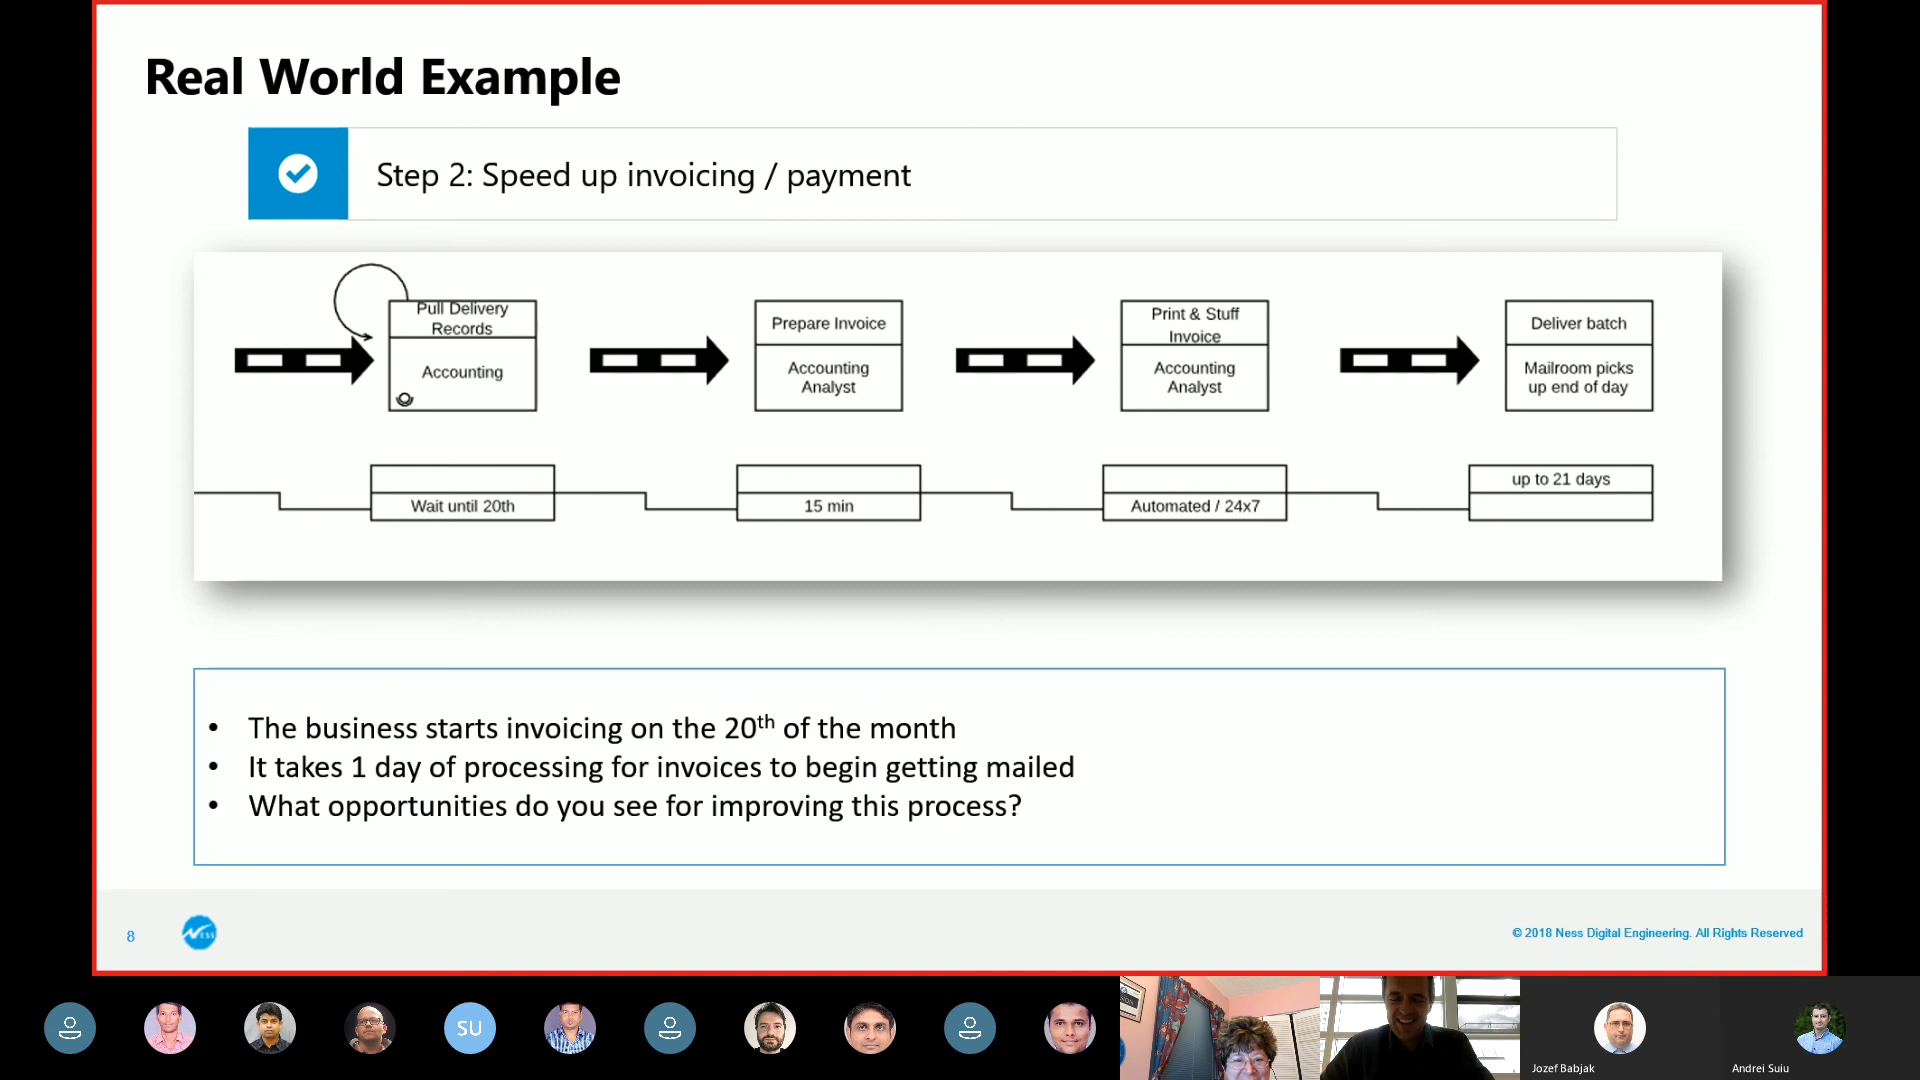 Real World Example
Step 2: Speed up invoicing / payment
Pull Delivery
Records
Accounting
Prepare Invoice
Accounting
Analyst
Print & Stuff
Invoice
Accounting
Analyst
Deliver batch
Mailroom picks
up end of day
Wait until 20th
15 min
Automated / 24x7
up to 21 days
• The business starts invoicing on the 20th of the month
• It takes 1 day of processing for invoices to begin getting mailed
• What opportunities do you see for improving this process?
8
Ness
© 2018 Ness Digital Engineering. All Rights Reserved
SU
Jozef Babjak
Andrei Suiu